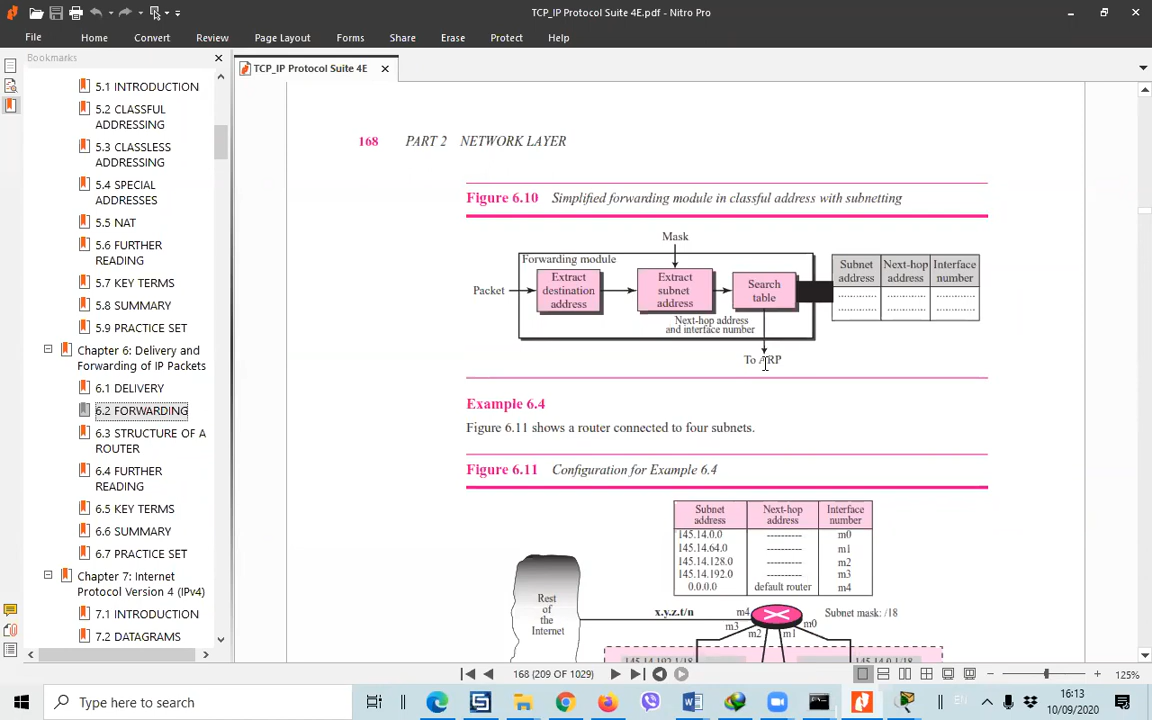 TCP_IP Protocol Suite 4E.pdf - Nitro Pro
File Home Convert Review Page Layout Forms Share Erase Protect Help
Bookmarks
TCP_IP Protocol Suite 4E
5.1 INTRODUCTION
5.2 CLASSFUL
ADDRESSING
5.3 CLASSLESS
ADDRESSING
5.4 SPECIAL
ADDRESSES
5.5 NAT
5.6 FURTHER
READING
5.7 KEY TERMS
5.8 SUMMARY
5.9 PRACTICE SET
Chapter 6: Delivery and
Forwarding of IP Packets
6.1 DELIVERY
6.2 FORWARDING
6.3 STRUCTURE OF A
ROUTER
6.4 FURTHER
READING
6.5 KEY TERMS
6.6 SUMMARY
6.7 PRACTICE SET
Chapter 7: Internet
Protocol Version 4 (IPv4)
7.1 INTRODUCTION
7.2 DATAGRAMS
168 PART 2 NETWORK LAYER
Figure 6.10 Simplified forwarding module in classful address with subnetting
Mask
Forwarding module
Packet
Extract
destination
address
Extract
subnet
address
Search
table
Next-hop address
and interface number
To ARP
Subnet
address
Next-hop
address
Interface
number
Example 6.4
Figure 6.11 shows a router connected to four subnets.
Figure 6.11 Configuration for Example 6.4
Subnet
address
Next-hop
address
Interface
number
145.14.0.0 ---------- m0
145.14.64.0 ---------- m1
145.14.128.0 ---------- m2
145.14.192.0 ---------- m3
0.0.0.0 default router m4
Rest
of
the
Internet
x.y.z.t/n
m4
m3
m2
m1
m0
Subnet mask: /18
145.14.192.1/18
145.14.0.1/18
168 (209 of 1029)
125%
Type here to search
EN
16:13
10/09/2020